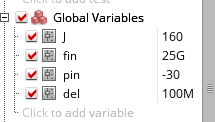 Click to add test
Global Variables
J 160
fin 25G
pin -30
del 100M
Click to add variable